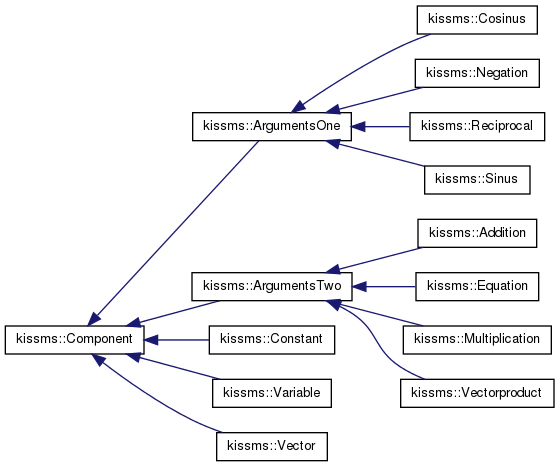 kissms::Cosinus
kissms::Negation
kissms::ArgumentsOne
kissms::Reciprocal
kissms::Sinus
kissms::Addition
kissms::ArgumentsTwo
kissms::Equation
kissms::Component
kissms::Constant
kissms::Multiplication
kissms::Variable
kissms::Vectorproduct
kissms::Vector